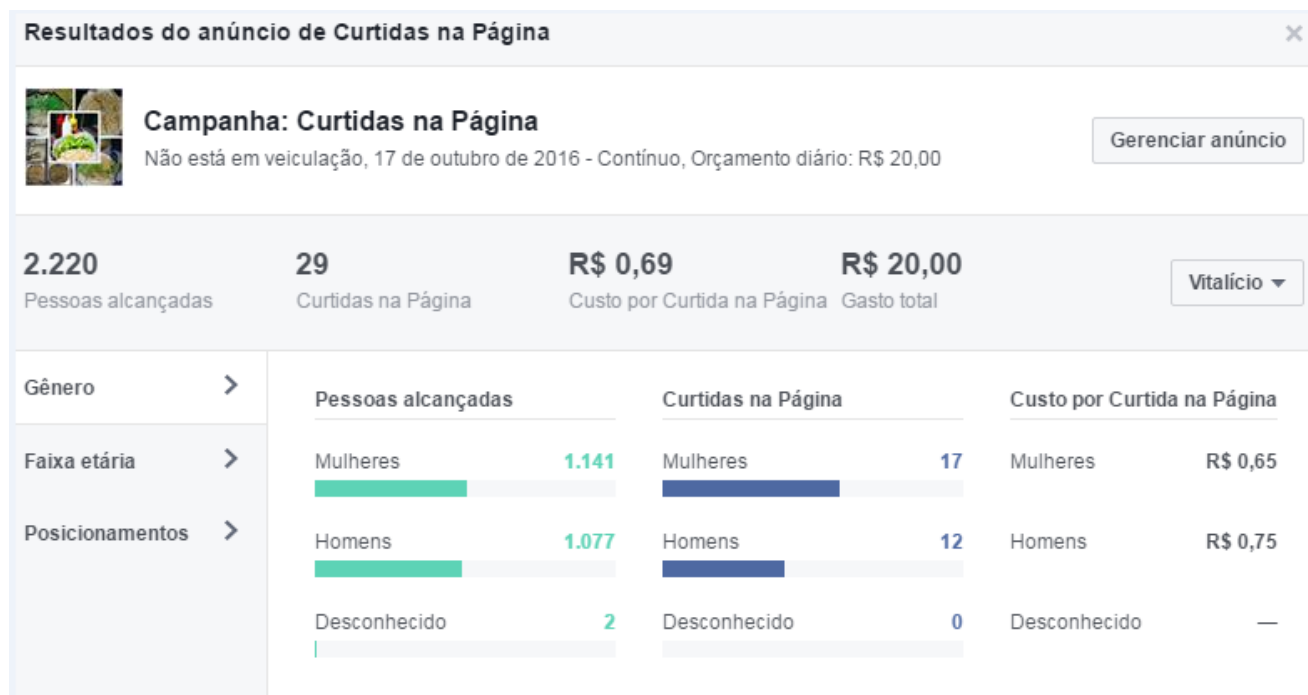 Resultados do anúncio de Curtidas na Página
×
Campanha: Curtidas na Página
Não está em veiculação, 17 de outubro de 2016 - Contínuo, Orçamento diário: R$ 20,00
Gerenciar anúncio
2.220 29 R$ 0,69 R$ 20,00
Pessoas alcançadas Curtidas na Página Custo por Curtida na Página Gasto total
Vitalício
Gênero
Faixa etária
Posicionamentos
Pessoas alcançadas Curtidas na Página Custo por Curtida na Página
Mulheres 1.141 Mulheres 17 Mulheres R$ 0,65
Homens 1.077 Homens 12 Homens R$ 0,75
Desconhecido 2 Desconhecido 0 Desconhecido —